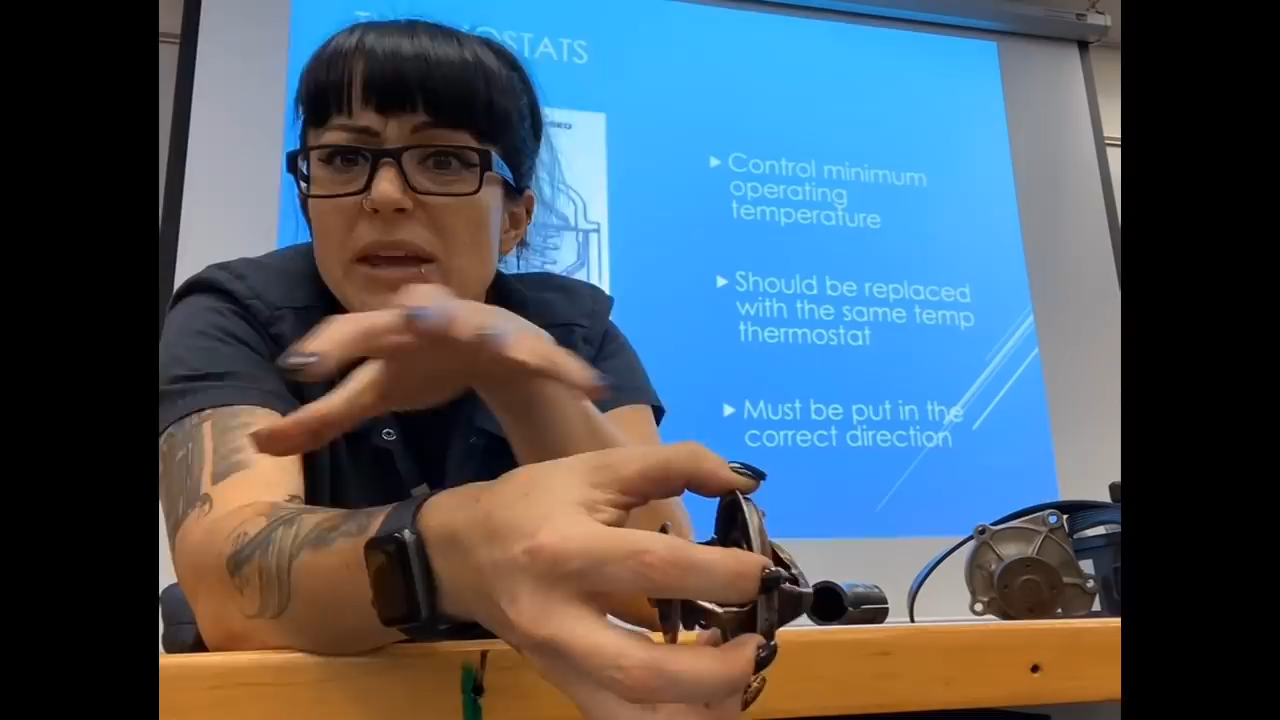 Control minimum
operating
temperature
Should be replaced
with the same temp
thermostat
Must be put in the
correct direction